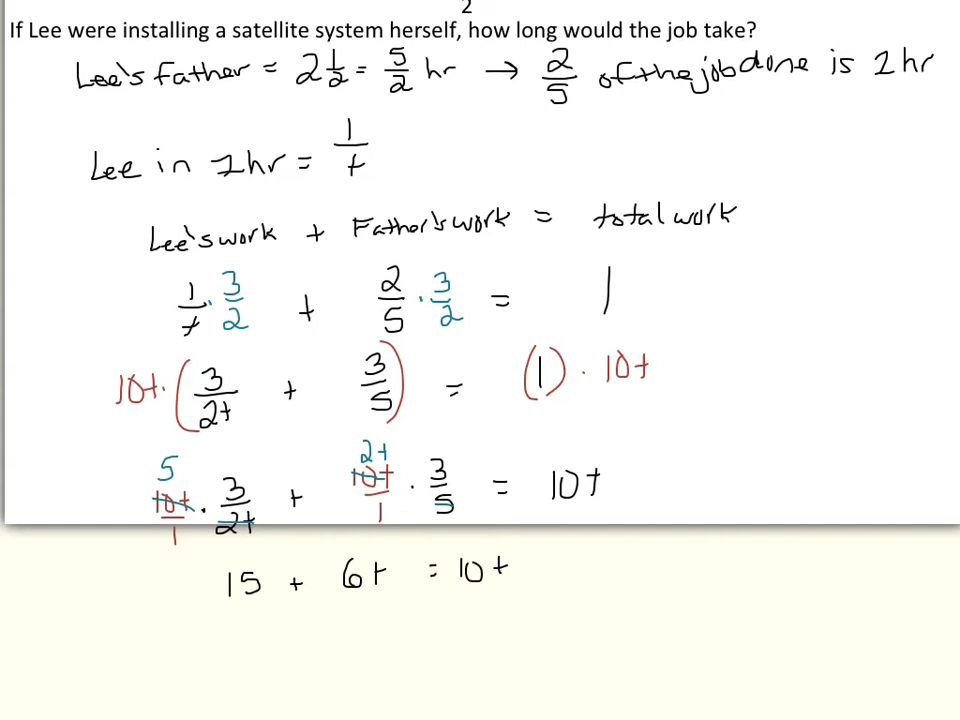 2
If Lee were installing a satellite system herself, how long would the job take?
Lee's father = 2 1/2 = 5/2 hr → 2/5 of the job done is 1 hr
Lee in 1hr = 1/t
Lee's work + Father's work = total work
1/t · 3/2 + 2/5 · 3/2 = 1
10t · ( 3/2t + 3/5 ) = (1) · 10t
5 2t
10t/1 · 3/2t + 10t/1 · 3/5 = 10t
15 + 6t = 10t